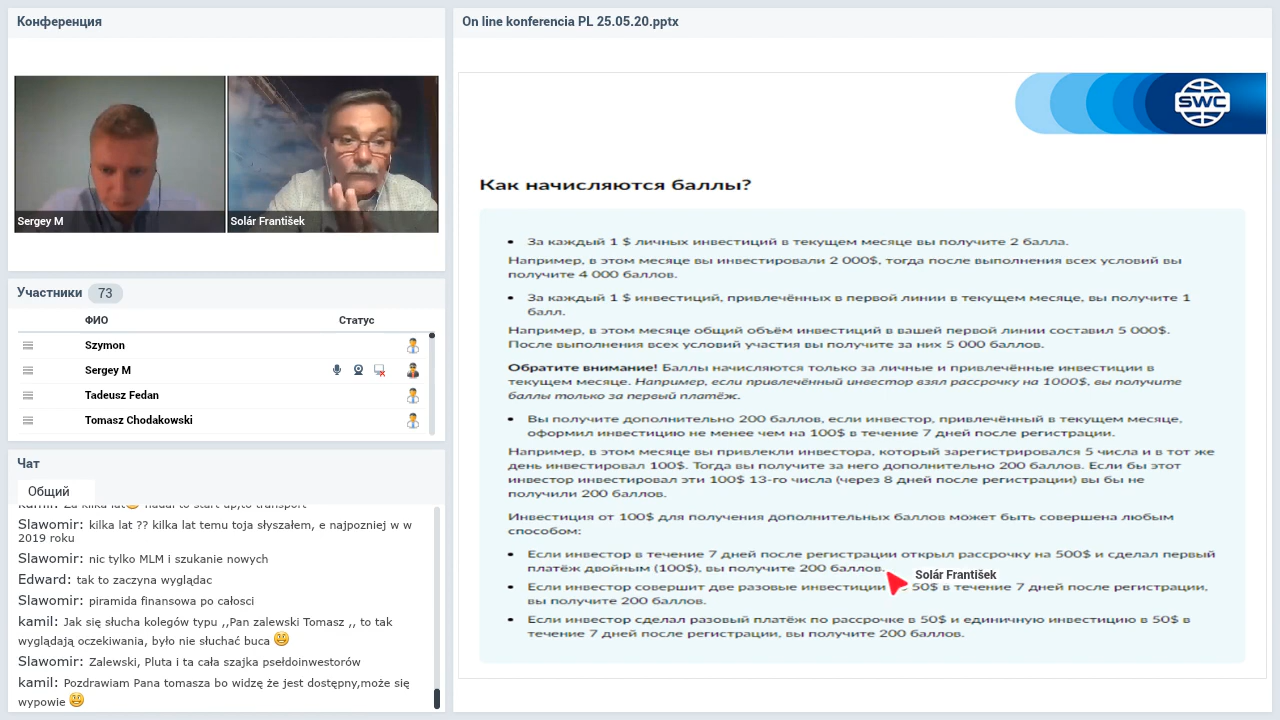 Конференция
Sergey M
Solár František
Участники 73
ФИО Статус
Szymon
Sergey M
Tadeusz Fedan
Tomasz Chodakowski
Чат
Общий
kamil: Za kilka lat nadal to start up,to transport
Slawomir: kilka lat ?? kilka lat temu toja słyszałem, e najpozniej w w
2019 roku
Slawomir: nic tylko MLM i szukanie nowych
Edward: tak to zaczyna wyglądac
Slawomir: piramida finansowa po całosci
kamil: Jak się słucha kolegów typu ,,Pan zalewski Tomasz ,, to tak
wyglądają oczekiwania, było nie słuchać buca
Slawomir: Zalewski, Pluta i ta cała szajka psełdoinwestorów
kamil: Pozdrawiam Pana tomasza bo widzę że jest dostępny,może się
wypowie
On line konferencia PL 25.05.20.pptx
SWC
Как начисляются баллы?
• За каждый 1 $ личных инвестиций в текущем месяце вы получите 2 балла.
Например, в этом месяце вы инвестировали 2 000$, тогда после выполнения всех условий вы
получите 4 000 баллов.
• За каждый 1 $ инвестиций, привлечённых в первой линии в текущем месяце, вы получите 1
балл.
Например, в этом месяце общий объём инвестиций в вашей первой линии составил 5 000$.
После выполнения всех условий участия вы получите за них 5 000 баллов.
Обратите внимание! Баллы начисляются только за личные и привлечённые инвестиции в
текущем месяце. Например, если привлечённый инвестор взял рассрочку на 1000$, вы получите
баллы только за первый платёж.
• Вы получите дополнительно 200 баллов, если инвестор, привлечённый в текущем месяце,
оформил инвестицию не менее чем на 100$ в течение 7 дней после регистрации.
Например, в этом месяце вы привлекли инвестора, который зарегистрировался 5 числа и в тот же
день инвестировал 100$. Тогда вы получите за него дополнительно 200 баллов. Если бы этот
инвестор инвестировал эти 100$ 13-го числа (через 8 дней после регистрации) вы бы не
получили 200 баллов.
Инвестиция от 100$ для получения дополнительных баллов может быть совершена любым
способом:
• Если инвестор в течение 7 дней после регистрации открыл рассрочку на 500$ и сделал первый
платёж двойным (100$), вы получите 200 баллов.
Solár František
• Если инвестор совершит две разовые инвестиции 50$ в течение 7 дней после регистрации,
вы получите 200 баллов.
• Если инвестор сделал разовый платёж по рассрочке в 50$ и единичную инвестицию в 50$ в
течение 7 дней после регистрации, вы получите 200 баллов.